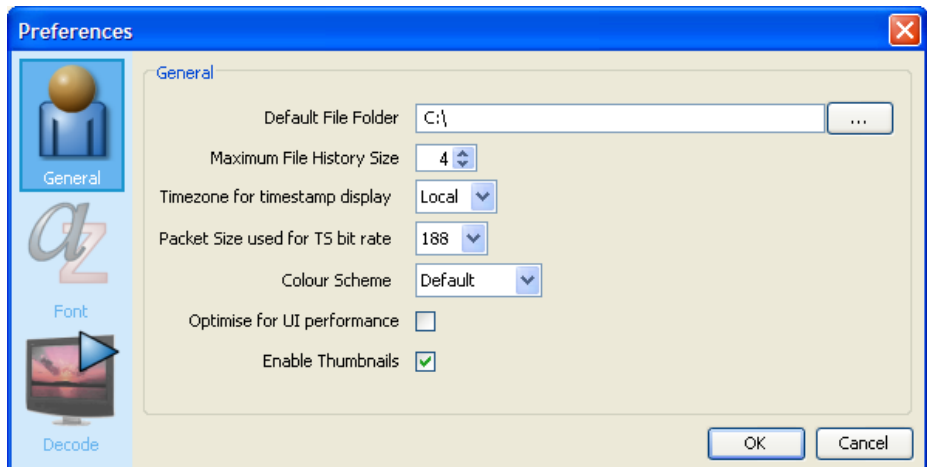 Preferences
General
General
Default File Folder C:\ ...
Maximum File History Size 4
Timezone for timestamp display Local
Packet Size used for TS bit rate 188
Colour Scheme Default
Optimise for UI performance
Enable Thumbnails
a
z
Font
Decode
OK Cancel